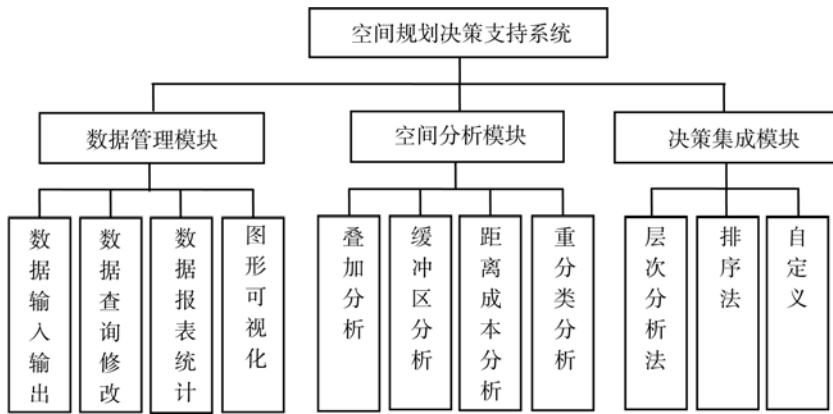 空间规划决策支持系统
数据管理模块
空间分析模块
决策集成模块
数据输入输出
数据查询修改
数据报表统计
图形可视化
叠加分析
缓冲区分析
距离成本分析
重分类分析
层次分析法
排序法
自定义